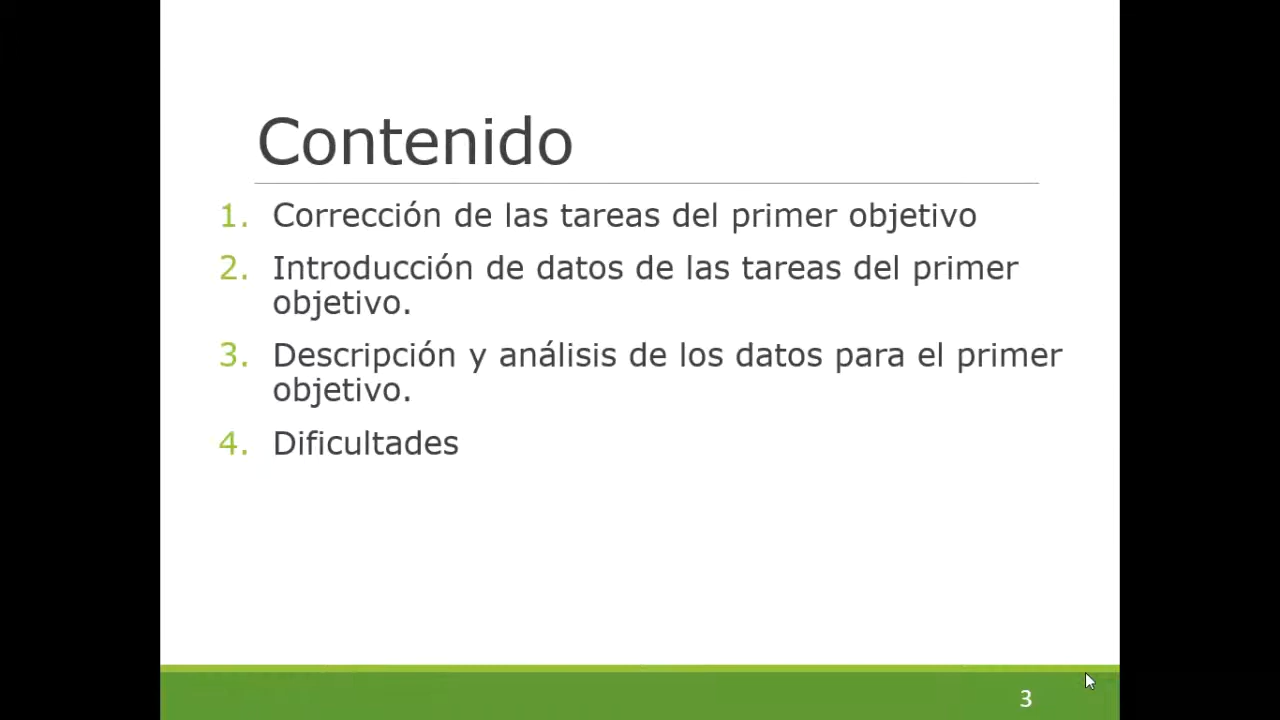 Contenido
1. Corrección de las tareas del primer objetivo
2. Introducción de datos de las tareas del primer
objetivo.
3. Descripción y análisis de los datos para el primer
objetivo.
4. Dificultades
3